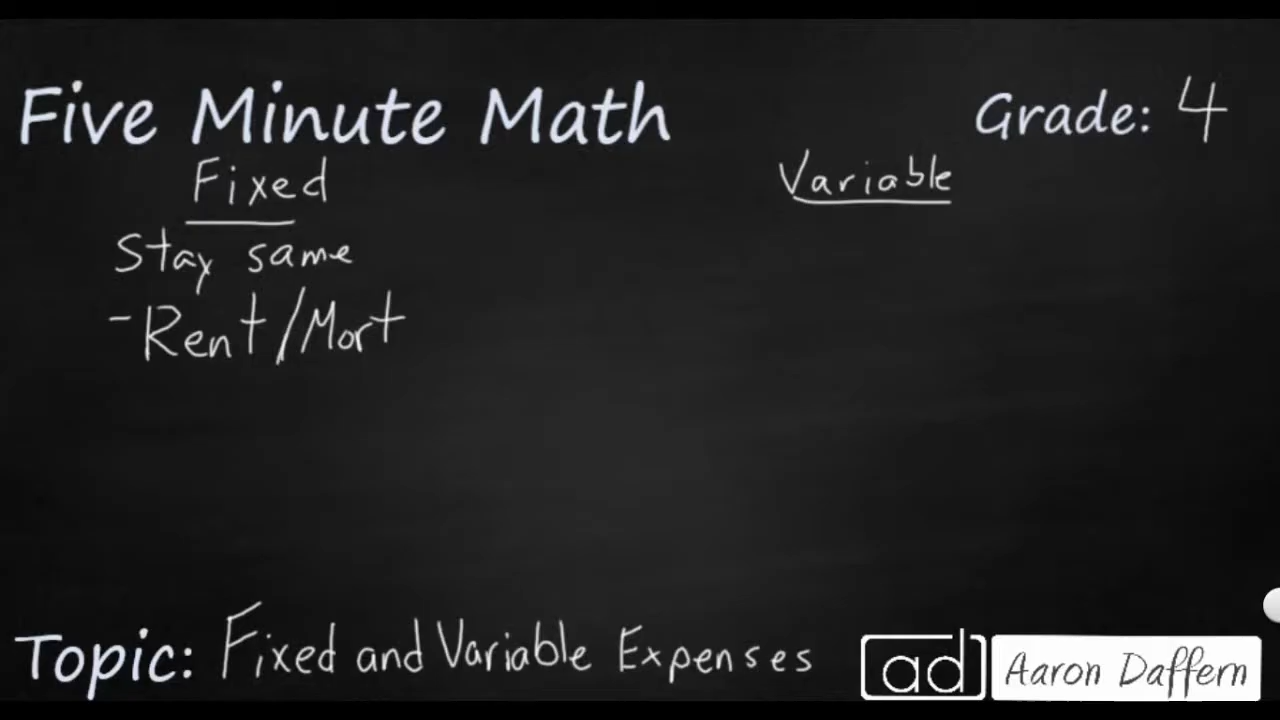 Five Minute Math
Grade: 4
Fixed
Variable
Stay same
-Rent/Mort
Topic: Fixed and Variable Expenses
ad Aaron Daffern